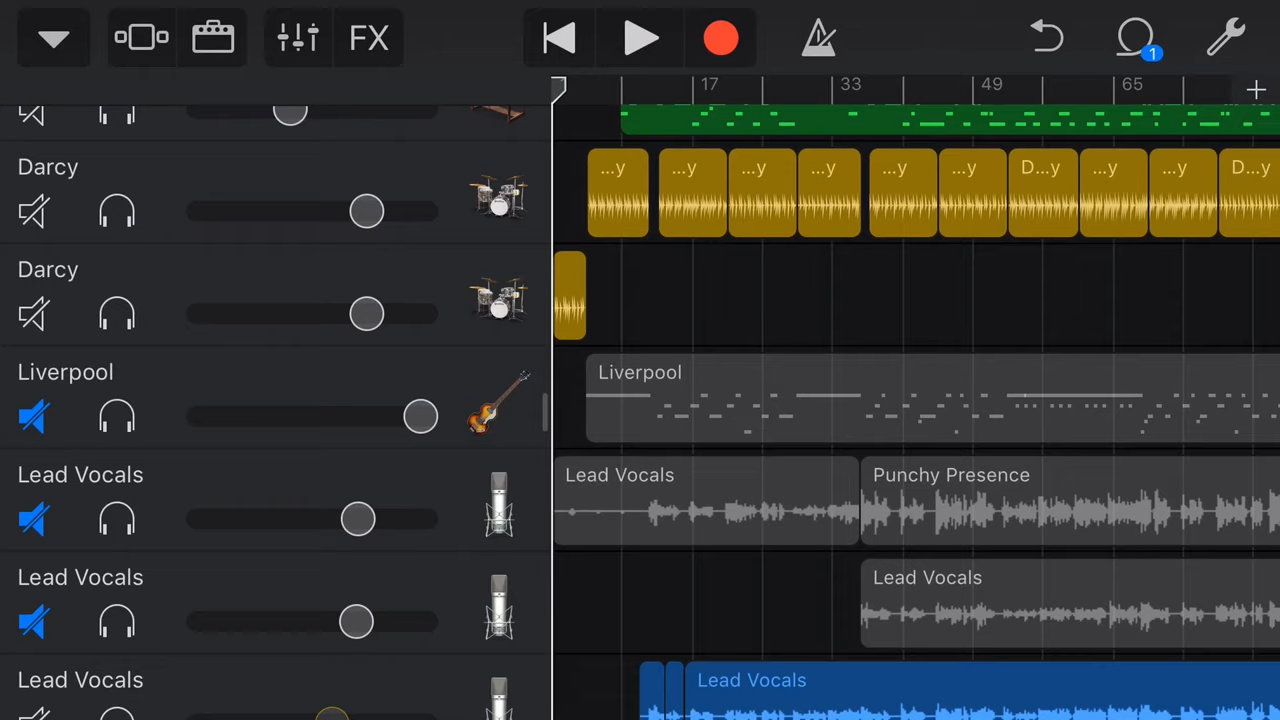 FX
1
17 33 49 65
Darcy
...y ...y ...y ...y ...y ...y D...y ...y ...y D...y
Darcy
Liverpool
Liverpool
Lead Vocals
Lead Vocals
Punchy Presence
Lead Vocals
Lead Vocals
Lead Vocals
Lead Vocals